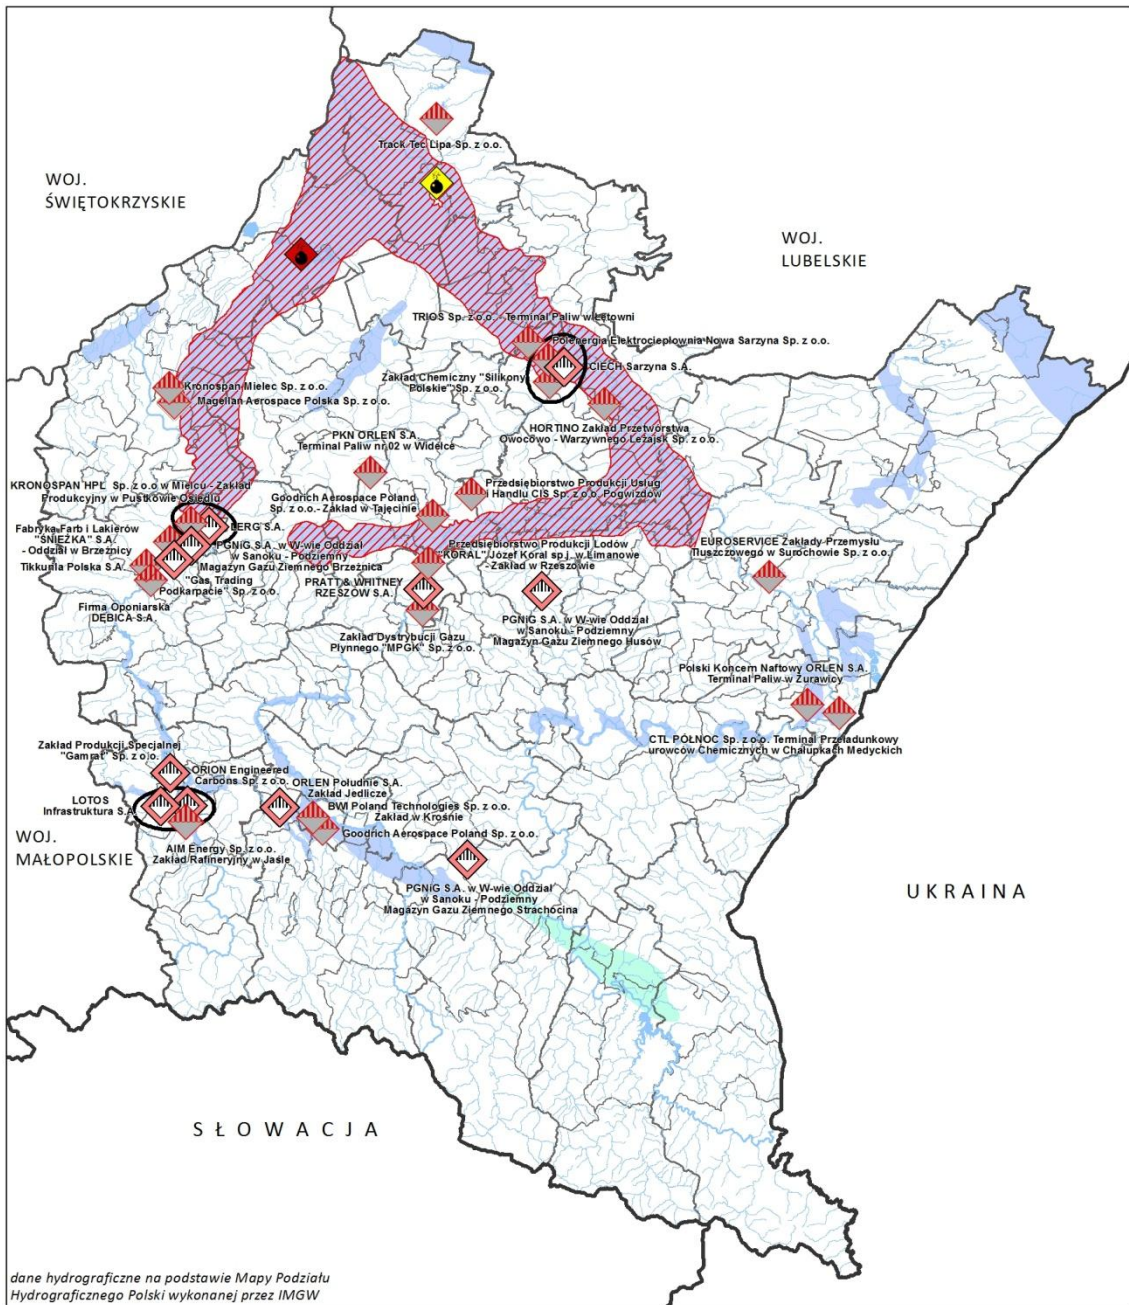 Track Tec Lipa Sp. z o.o.
WOJ.
ŚWIĘTOKRZYSKIE
WOJ.
LUBELSKIE
TRIOS Sp. z o.o. - Terminal Paliw w Łętowni
Polenergia Elektrociepłownia Nowa Sarzyna Sp. z o.o.
CIECH Sarzyna S.A.
Zakład Chemiczny "Silikony
Polskie" Sp. z o.o.
Kronospan Mielec Sp. z o.o.
Magellan Aerospace Polska Sp. z o.o.
HORTINO Zakład Przetwórstwa
Owocowo - Warzywnego Leżajsk Sp. z o.o.
PKN ORLEN S.A.
Terminal Paliw nr 02 w Widełce
KRONOSPAN HPL Sp. z o.o w Mielcu - Zakład
Produkcyjny w Pustkowie Osiedlu
Przedsiębiorstwo Produkcji Usług
i Handlu CIS Sp. z o.o. Pogwizdów
Goodrich Aerospace Poland
Sp. z o.o.- Zakład w Tajęcinie
LERG S.A.
Fabryka Farb i Lakierów
"ŚNIEŻKA" S.A.
- Oddział w Brzeźnicy
Tikkurila Polska S.A.
PGNiG S.A. w W-wie Oddział
w Sanoku - Podziemny
Magazyn Gazu Ziemnego Brzeźnica
Przedsiębiorstwo Produkcji Lodów
"KORAL" Józef Koral sp.j. w Limanowe
- Zakład w Rzeszowie
EUROSERVICE Zakłady Przemysłu
Tłuszczowego w Surochowie Sp. z o.o.
"Gas Trading
Podkarpacie" Sp. z o.o.
PRATT & WHITNEY
RZESZÓW S.A.
Firma Oponiarska
DĘBICA S.A.
PGNiG S.A. w W-wie Oddział
w Sanoku - Podziemny
Magazyn Gazu Ziemnego Husów
Zakład Dystrybucji Gazu
Płynnego "MPGK" Sp. z o.o.
Polski Koncern Naftowy ORLEN S.A.
Terminal Paliw w Żurawicy
CTL PÓŁNOC Sp. z o.o. Terminal Przeładunkowy
urowców Chemicznych w Chałupkach Medyckich
Zakład Produkcji Specjalnej
"Gamrat" Sp. z o.o.
ORION Engineered
Carbons Sp. z o.o.
ORLEN Południe S.A.
Zakład Jedlicze
LOTOS
Infrastruktura S.A.
BWI Poland Technologies Sp. z o.o.
Zakład w Krośnie
Goodrich Aerospace Poland Sp. z o.o.
WOJ.
MAŁOPOLSKIE
AIM Energy Sp. z o.o.
Zakład Rafineryjny w Jaśle
PGNiG S.A. w W-wie Oddział
w Sanoku - Podziemny
Magazyn Gazu Ziemnego Strachocina
UKRAINA
SŁOWACJA
dane hydrograficzne na podstawie Mapy Podziału
Hydrograficznego Polski wykonanej przez IMGW